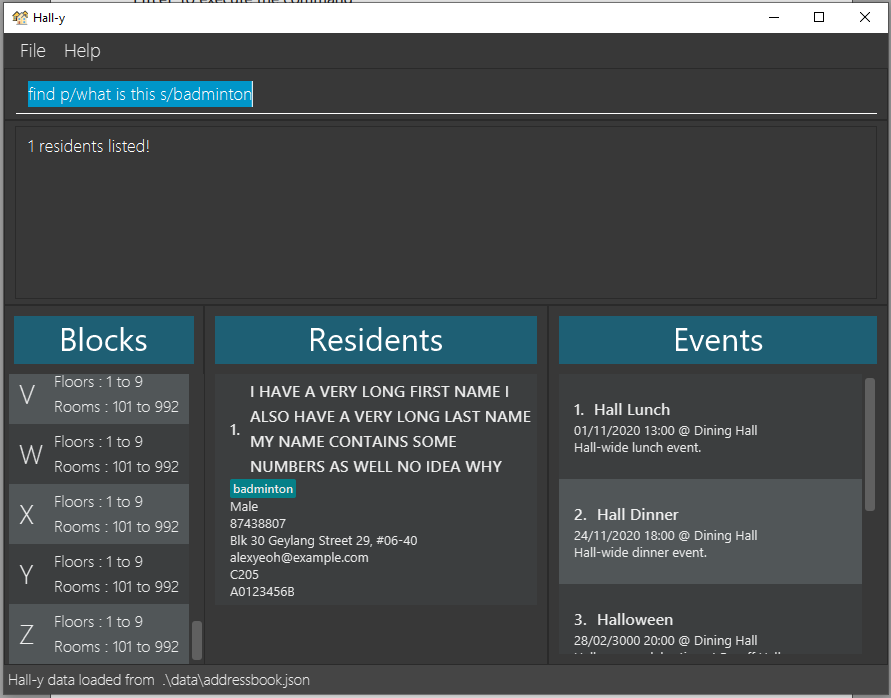 Hall-y
File Help
find p/what is this s/badminton
1 residents listed!
Blocks
V
Floors : 1 to 9
Rooms : 101 to 992
W
Floors : 1 to 9
Rooms : 101 to 992
X
Floors : 1 to 9
Rooms : 101 to 992
Y
Floors : 1 to 9
Rooms : 101 to 992
Z
Floors : 1 to 9
Rooms : 101 to 992
Residents
1.
I HAVE A VERY LONG FIRST NAME I
ALSO HAVE A VERY LONG LAST NAME
MY NAME CONTAINS SOME
NUMBERS AS WELL NO IDEA WHY
badminton
Male
87438807
Blk 30 Geylang Street 29, #06-40
alexyeoh@example.com
C205
A0123456B
Events
1. Hall Lunch
01/11/2020 13:00 @ Dining Hall
Hall-wide lunch event.
2. Hall Dinner
24/11/2020 18:00 @ Dining Hall
Hall-wide dinner event.
3. Halloween
28/02/3000 20:00 @ Dining Hall
Hall-y data loaded from .\data\addressbook.json